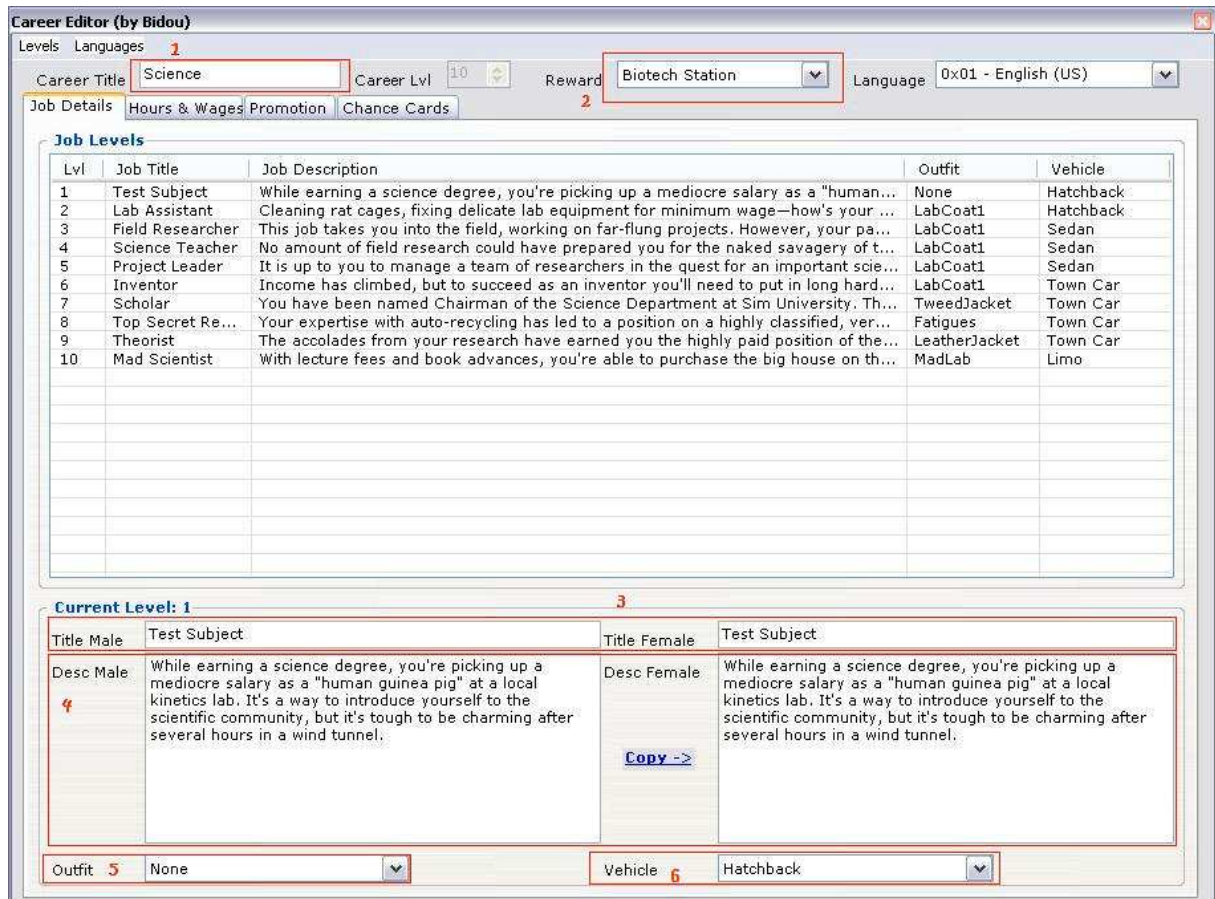 Career Editor (by Bidou)
Levels Languages 1
Career Title Science Career Lvl 10 Reward Biotech Station Language 0x01 - English (US)
2
Job Details Hours & Wages Promotion Chance Cards
Job Levels
Lvl Job Title Job Description Outfit Vehicle
1 Test Subject While earning a science degree, you're picking up a mediocre salary as a "human... None Hatchback
2 Lab Assistant Cleaning rat cages, fixing delicate lab equipment for minimum wage—how's your ... LabCoat1 Hatchback
3 Field Researcher This job takes you into the field, working on far-flung projects. However, your pa... LabCoat1 Sedan
4 Science Teacher No amount of field research could have prepared you for the naked savagery of t... LabCoat1 Sedan
5 Project Leader It is up to you to manage a team of researchers in the quest for an important scie... LabCoat1 Sedan
6 Inventor Income has climbed, but to succeed as an inventor you'll need to put in long hard... LabCoat1 Town Car
7 Scholar You have been named Chairman of the Science Department at Sim University. Th... TweedJacket Town Car
8 Top Secret Re... Your expertise with auto-recycling has led to a position on a highly classified, ver... Fatigues Town Car
9 Theorist The accolades from your research have earned you the highly paid position of the... LeatherJacket Town Car
10 Mad Scientist With lecture fees and book advances, you're able to purchase the big house on th... MadLab Limo
Current Level: 1
3
Title Male Test Subject Title Female Test Subject
Desc Male
4
While earning a science degree, you're picking up a
mediocre salary as a "human guinea pig" at a local
kinetics lab. It's a way to introduce yourself to the
scientific community, but it's tough to be charming after
several hours in a wind tunnel.
Desc Female
Copy ->
While earning a science degree, you're picking up a
mediocre salary as a "human guinea pig" at a local
kinetics lab. It's a way to introduce yourself to the
scientific community, but it's tough to be charming after
several hours in a wind tunnel.
Outfit 5 None Vehicle 6 Hatchback